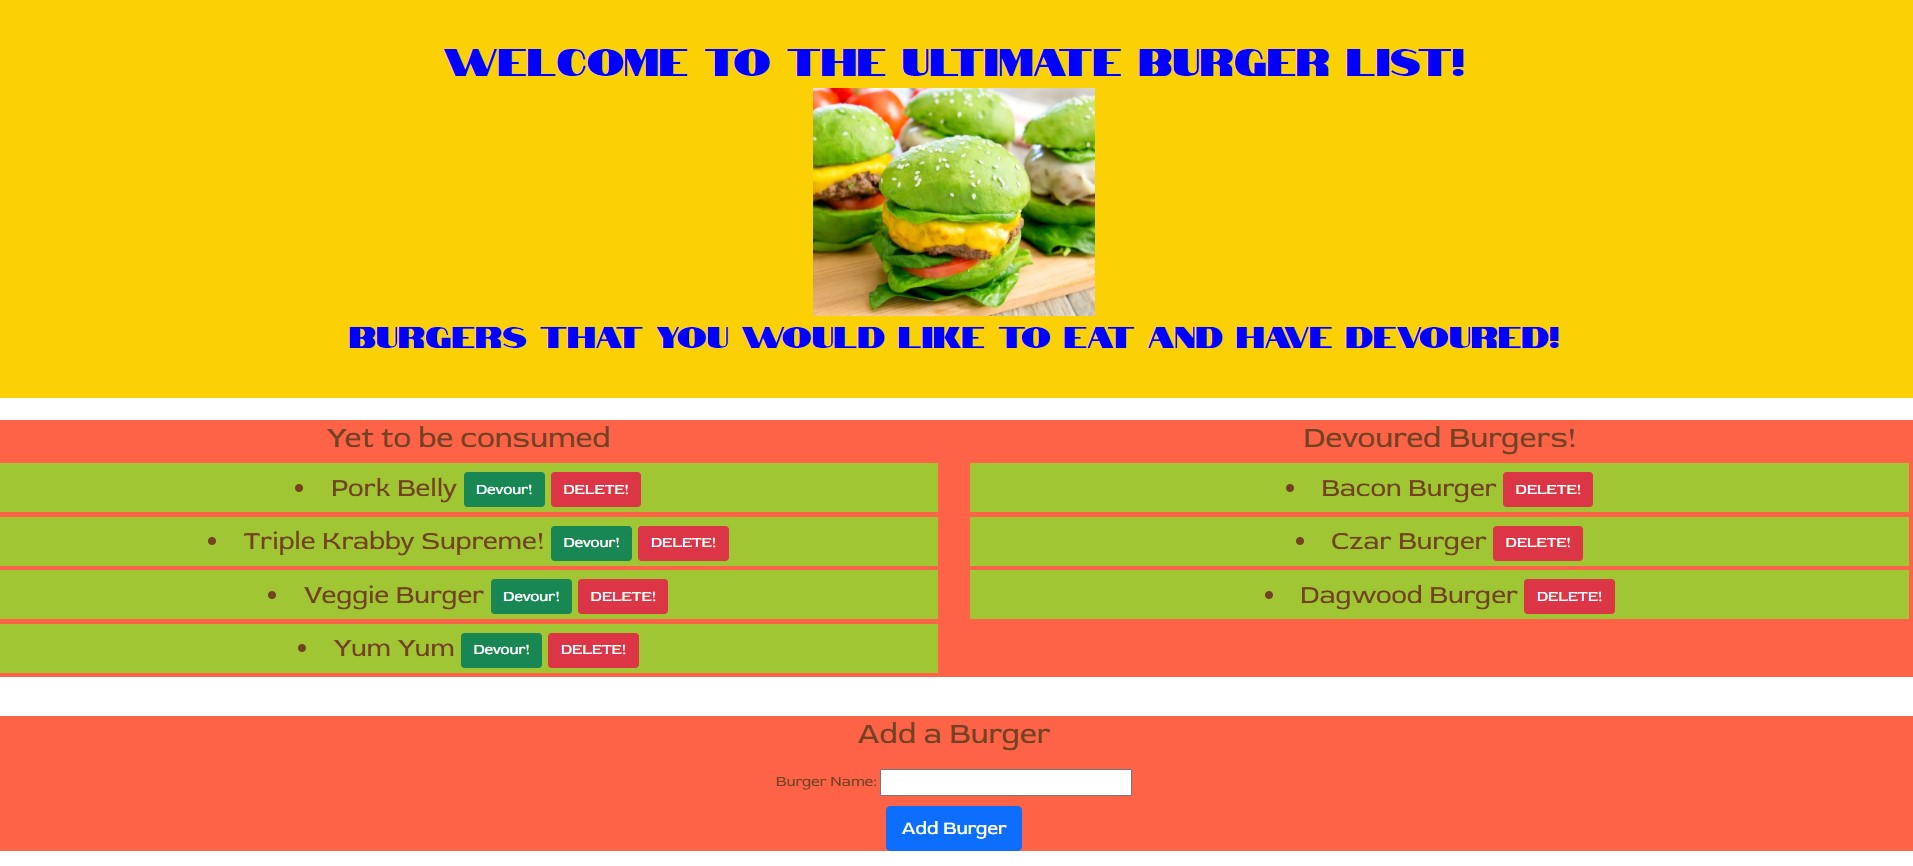 WELCOME TO THE ULTIMATE BURGER LIST!
BURGERS THAT YOU WOULD LIKE TO EAT AND HAVE DEVOURED!
Yet to be consumed
• Pork Belly Devour! DELETE!
• Triple Krabby Supreme! Devour! DELETE!
• Veggie Burger Devour! DELETE!
• Yum Yum Devour! DELETE!
Devoured Burgers!
• Bacon Burger DELETE!
• Czar Burger DELETE!
• Dagwood Burger DELETE!
Add a Burger
Burger Name:
Add Burger